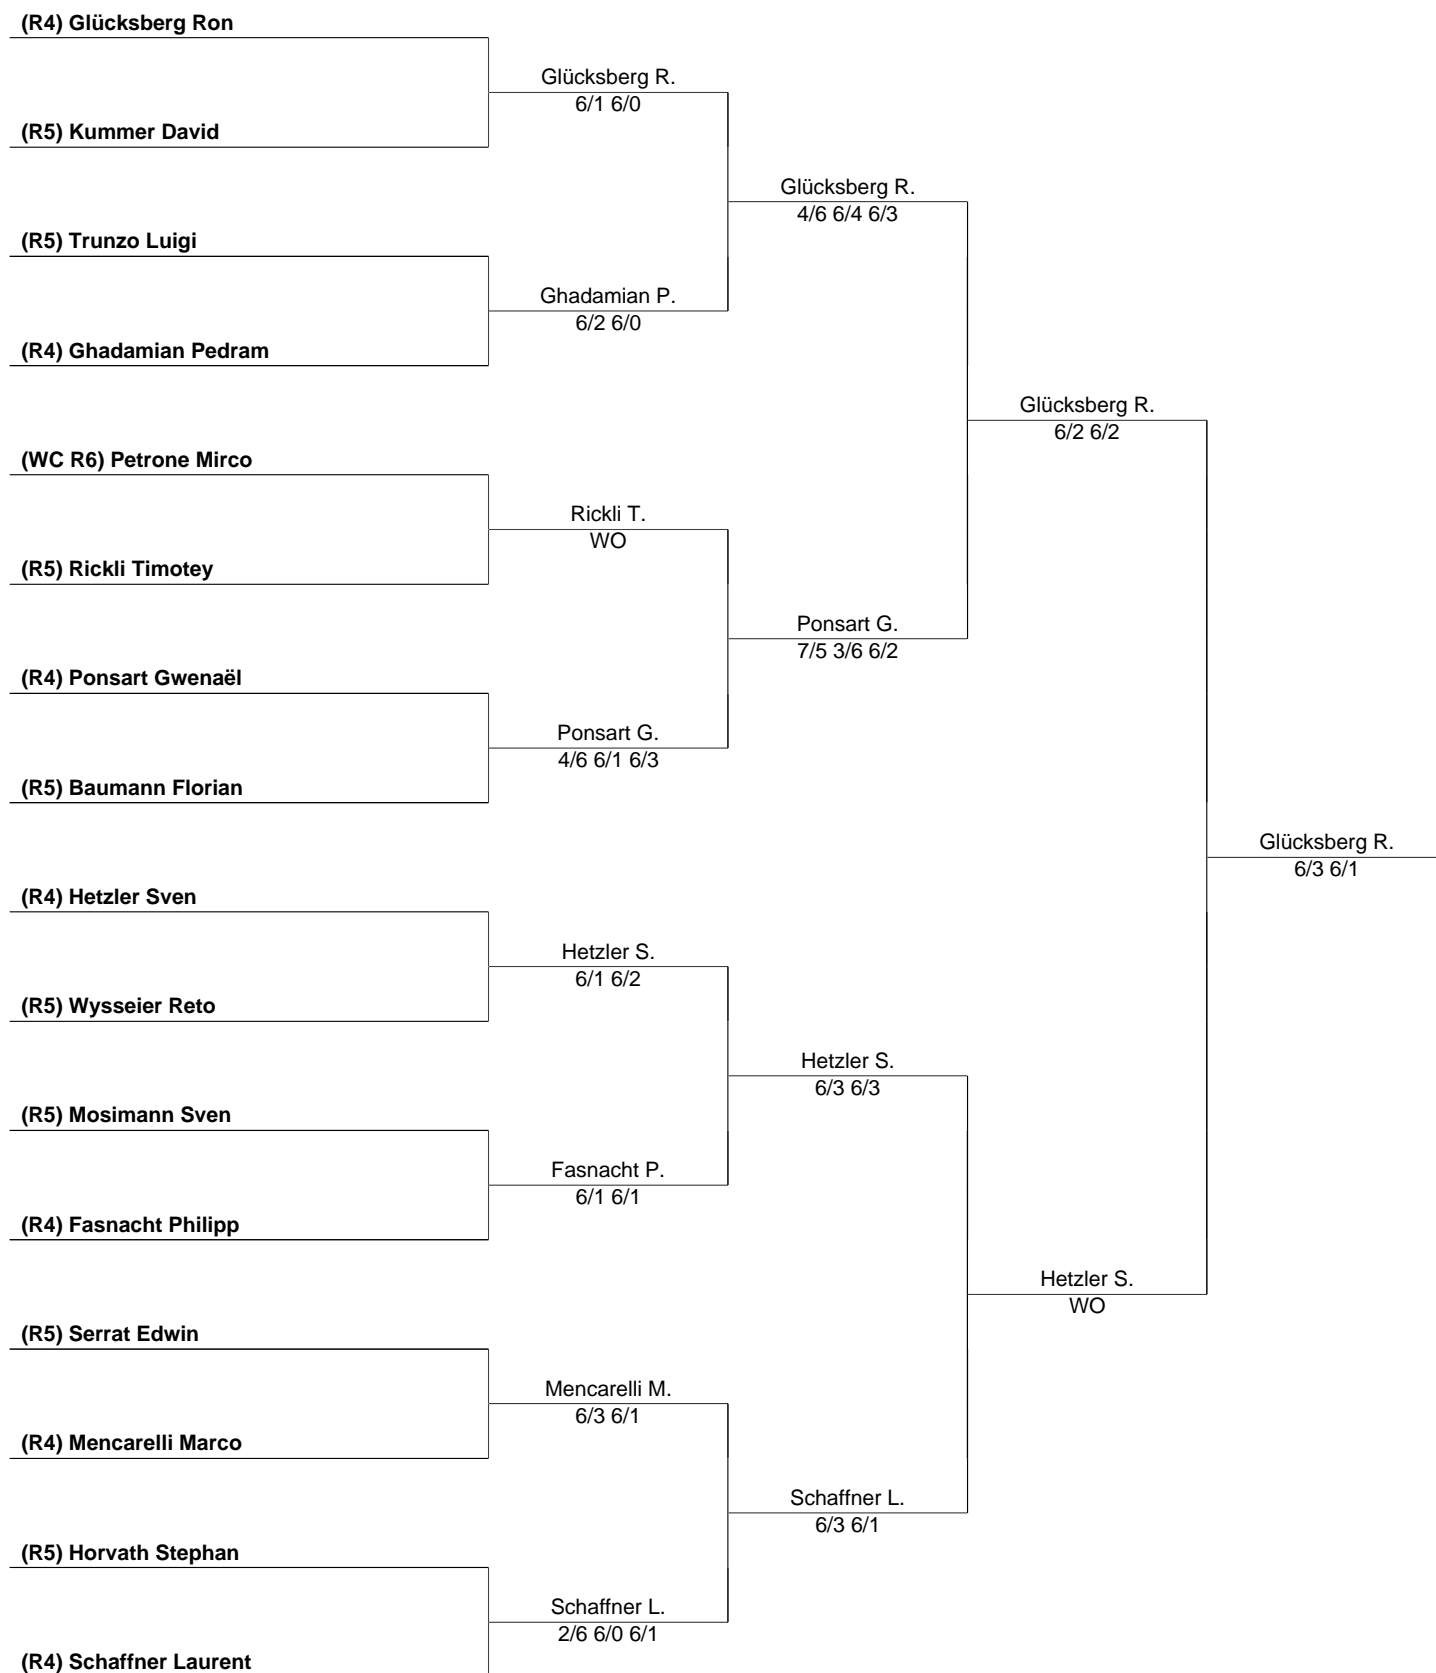 (R4) Glücksberg Ron
Glücksberg R.
6/1 6/0
(R5) Kummer David
Glücksberg R.
4/6 6/4 6/3
(R5) Trunzo Luigi
Ghadamian P.
6/2 6/0
(R4) Ghadamian Pedram
Glücksberg R.
6/2 6/2
(WC R6) Petrone Mirco
Rickli T.
WO
(R5) Rickli Timotey
Ponsart G.
7/5 3/6 6/2
(R4) Ponsart Gwenaël
Ponsart G.
4/6 6/1 6/3
(R5) Baumann Florian
Glücksberg R.
6/3 6/1
(R4) Hetzler Sven
Hetzler S.
6/1 6/2
(R5) Wysseier Reto
Hetzler S.
6/3 6/3
(R5) Mosimann Sven
Fasnacht P.
6/1 6/1
(R4) Fasnacht Philipp
Hetzler S.
WO
(R5) Serrat Edwin
Mencarelli M.
6/3 6/1
(R4) Mencarelli Marco
Schaffner L.
6/3 6/1
(R5) Horvath Stephan
Schaffner L.
2/6 6/0 6/1
(R4) Schaffner Laurent